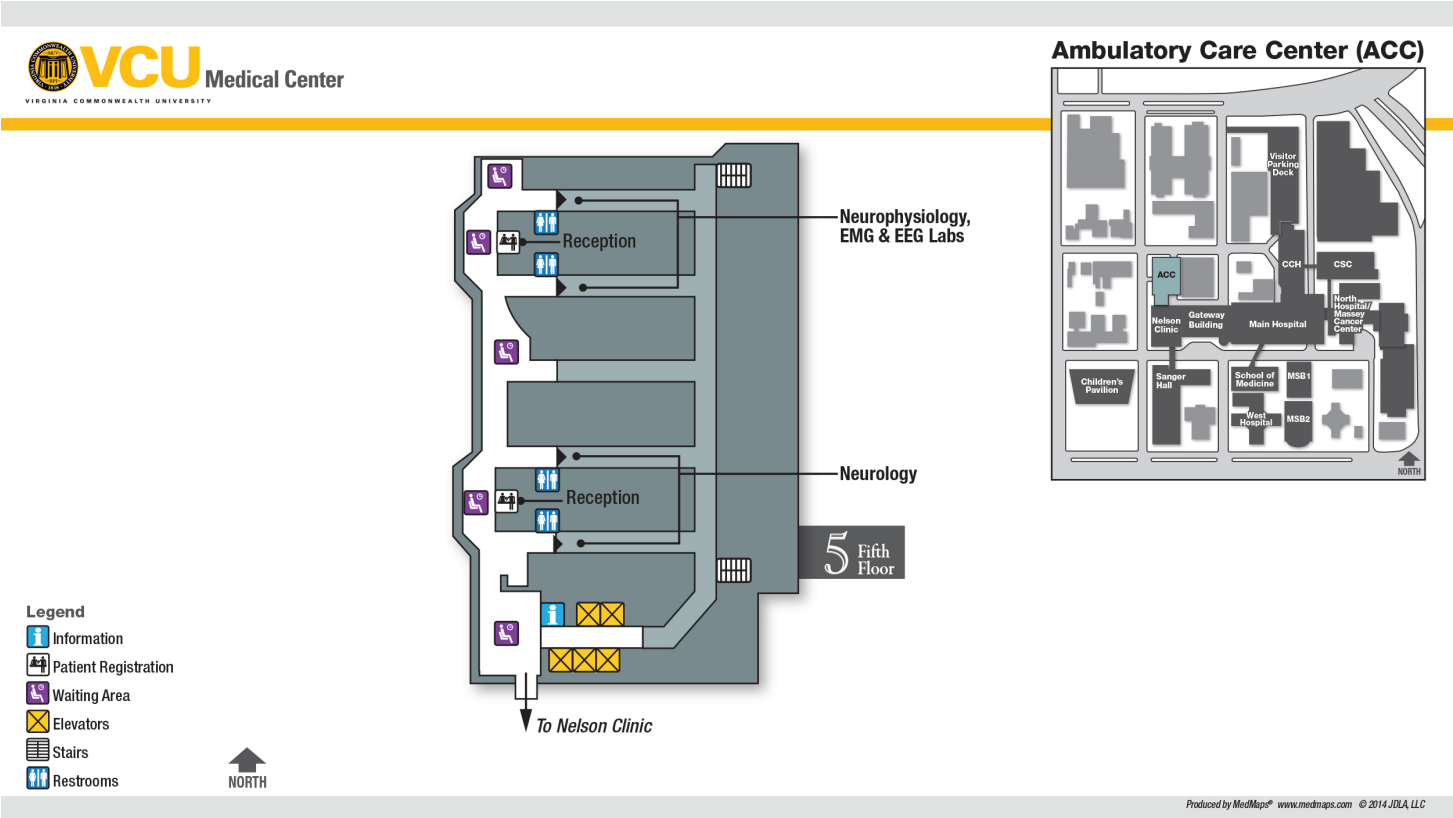 VCU Medical Center
VIRGINIA COMMONWEALTH UNIVERSITY
Ambulatory Care Center (ACC)
Visitor
Parking
Deck
CCH
CSC
ACC
North
Hospital/
Massey
Cancer
Center
Nelson
Clinic
Gateway
Building
Main Hospital
Children's
Pavilion
Sanger
Hall
School of
Medicine
MSB1
West
Hospital
MSB2
NORTH
Neurophysiology,
EMG & EEG Labs
Reception
Neurology
Reception
5 Fifth
Floor
To Nelson Clinic
Legend
Information
Patient Registration
Waiting Area
Elevators
Stairs
Restrooms
NORTH
Produced by MedMaps® www.medmaps.com © 2014 JDLA, LLC